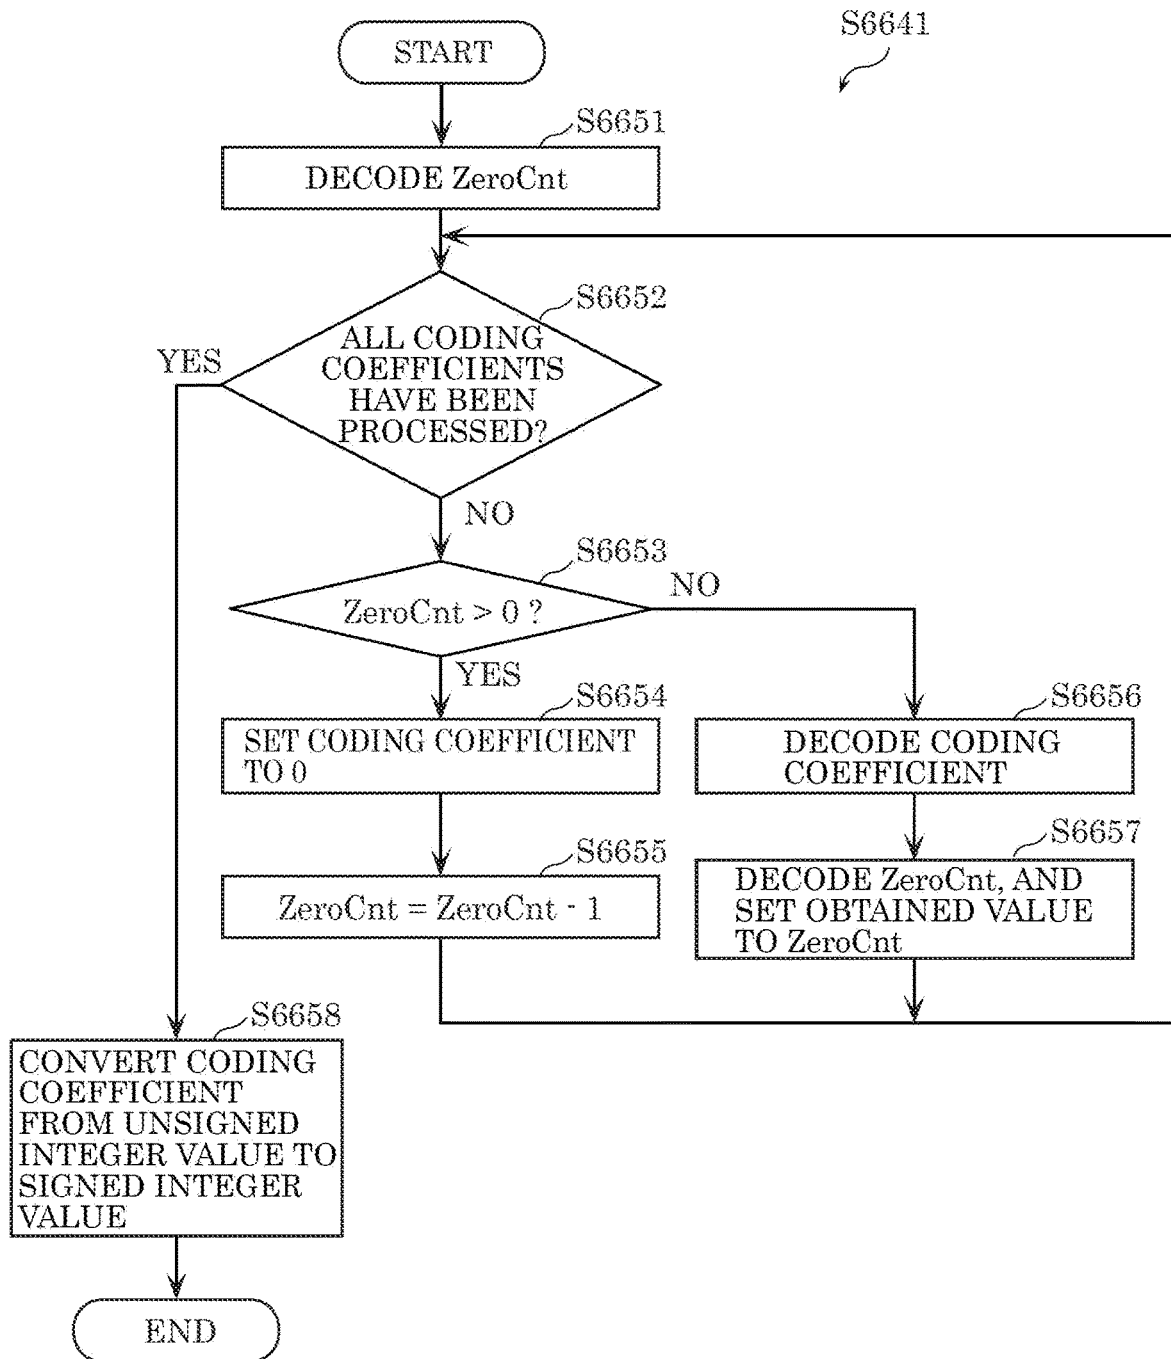 S6641
START
S6651
DECODE ZeroCnt
S6652
ALL CODING
COEFFICIENTS
HAVE BEEN
PROCESSED?
YES
NO
S6653
ZeroCnt > 0 ?
NO
YES
S6654
SET CODING COEFFICIENT
TO 0
S6655
ZeroCnt = ZeroCnt - 1
S6656
DECODE CODING
COEFFICIENT
S6657
DECODE ZeroCnt, AND
SET OBTAINED VALUE
TO ZeroCnt
S6658
CONVERT CODING
COEFFICIENT
FROM UNSIGNED
INTEGER VALUE TO
SIGNED INTEGER
VALUE
END